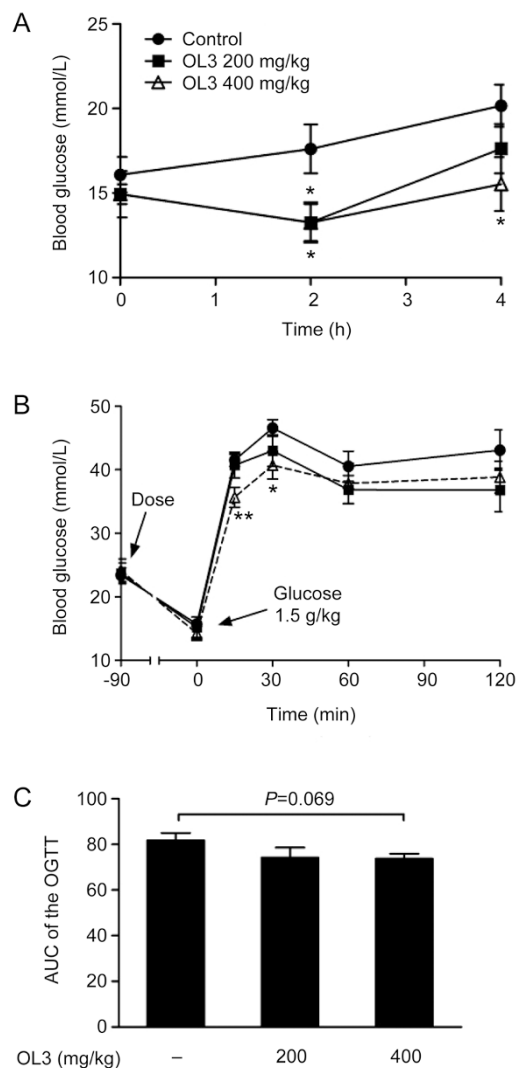 A
Control
OL3 200 mg/kg
OL3 400 mg/kg
Blood glucose (mmol/L)
25
20
15
10
*
*
*
0
1
2
3
4
Time (h)
B
Blood glucose (mmol/L)
50
40
30
20
10
Dose
**
*
Glucose
1.5 g/kg
-90
0
30
60
90
120
Time (min)
C
AUC of the OGTT
100
80
60
40
20
0
P=0.069
OL3 (mg/kg) – 200 400